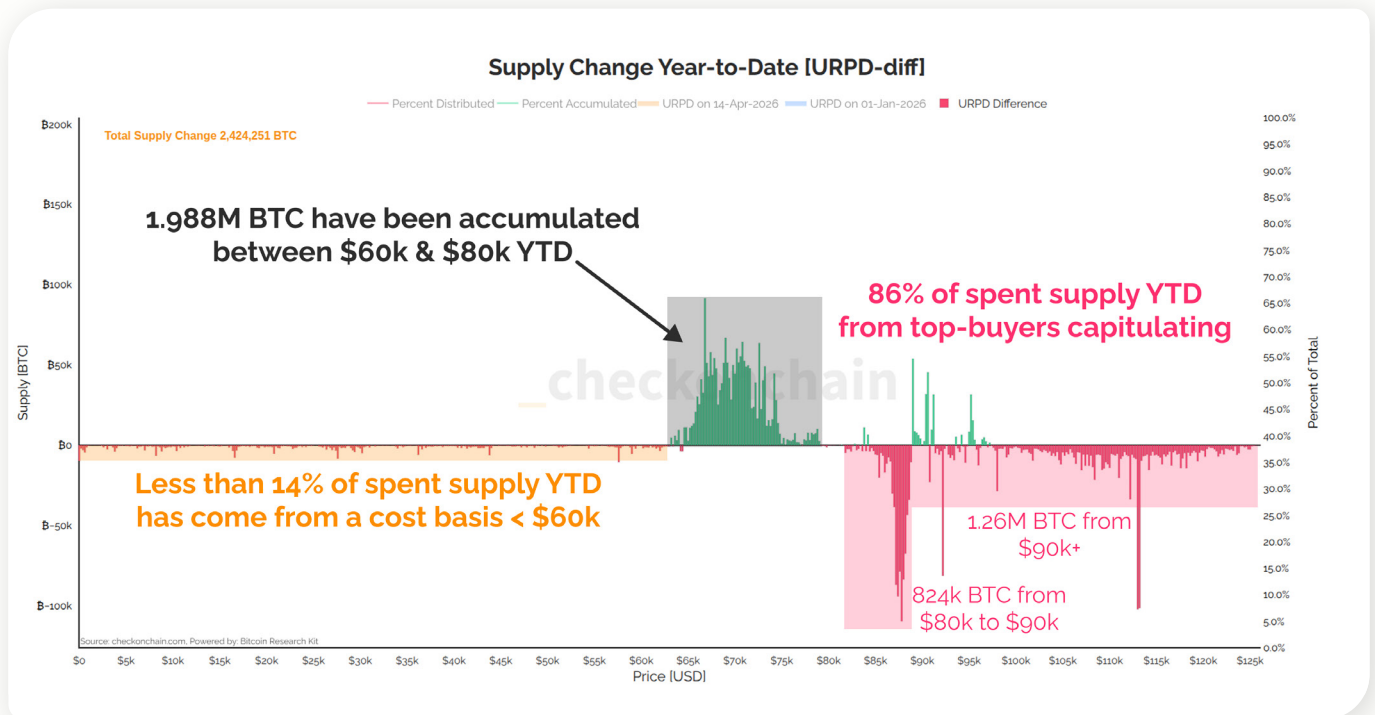 Supply Change Year-to-Date [URPD-diff]
Percent Distributed Percent Accumulated URPD on 14-Apr-2026 URPD on 01-Jan-2026 URPD Difference
Total Supply Change 2,424,251 BTC
1.988M BTC have been accumulated
between $60k & $80k YTD
86% of spent supply YTD
from top-buyers capitulating
_checkonchain
Less than 14% of spent supply YTD
has come from a cost basis < $60k
1.26M BTC from
$90k+
824k BTC from
$80k to $90k
Supply [BTC]
₿200k
₿150k
₿100k
₿50k
₿0
₿−50k
₿−100k
100.0%
95.0%
90.0%
85.0%
80.0%
75.0%
70.0%
65.0%
60.0%
55.0%
50.0%
45.0%
40.0%
35.0%
30.0%
25.0%
20.0%
15.0%
10.0%
5.0%
0.0%
Percent of Total
Source: checkonchain.com, Powered by: Bitcoin Research Kit
$0 $5k $10k $15k $20k $25k $30k $35k $40k $45k $50k $55k $60k $65k $70k $75k $80k $85k $90k $95k $100k $105k $110k $115k $120k $125k
Price [USD]